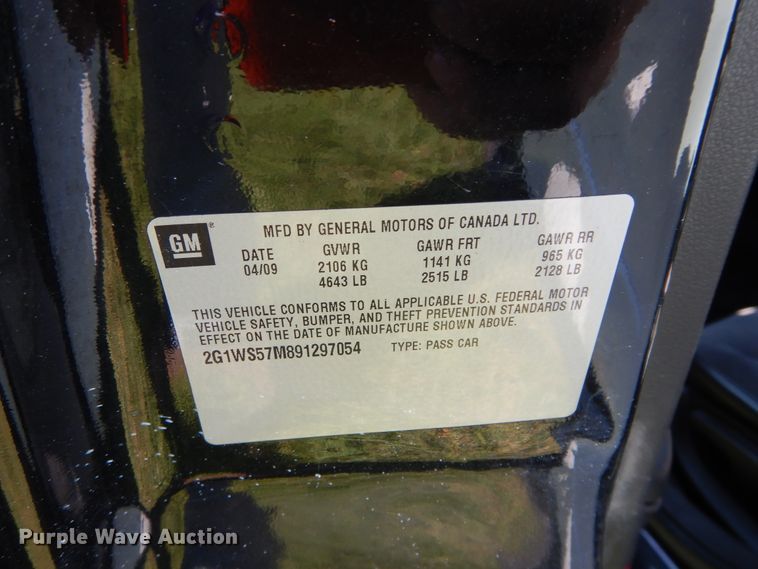 GM ®
MFD BY GENERAL MOTORS OF CANADA LTD.
DATE GVWR GAWR FRT GAWR RR
04/09 2106 KG 1141 KG 965 KG
4643 LB 2515 LB 2128 LB
THIS VEHICLE CONFORMS TO ALL APPLICABLE U.S. FEDERAL MOTOR
VEHICLE SAFETY, BUMPER, AND THEFT PREVENTION STANDARDS IN
EFFECT ON THE DATE OF MANUFACTURE SHOWN ABOVE.
2G1WS57M891297054 TYPE: PASS CAR
Purple Wave Auction